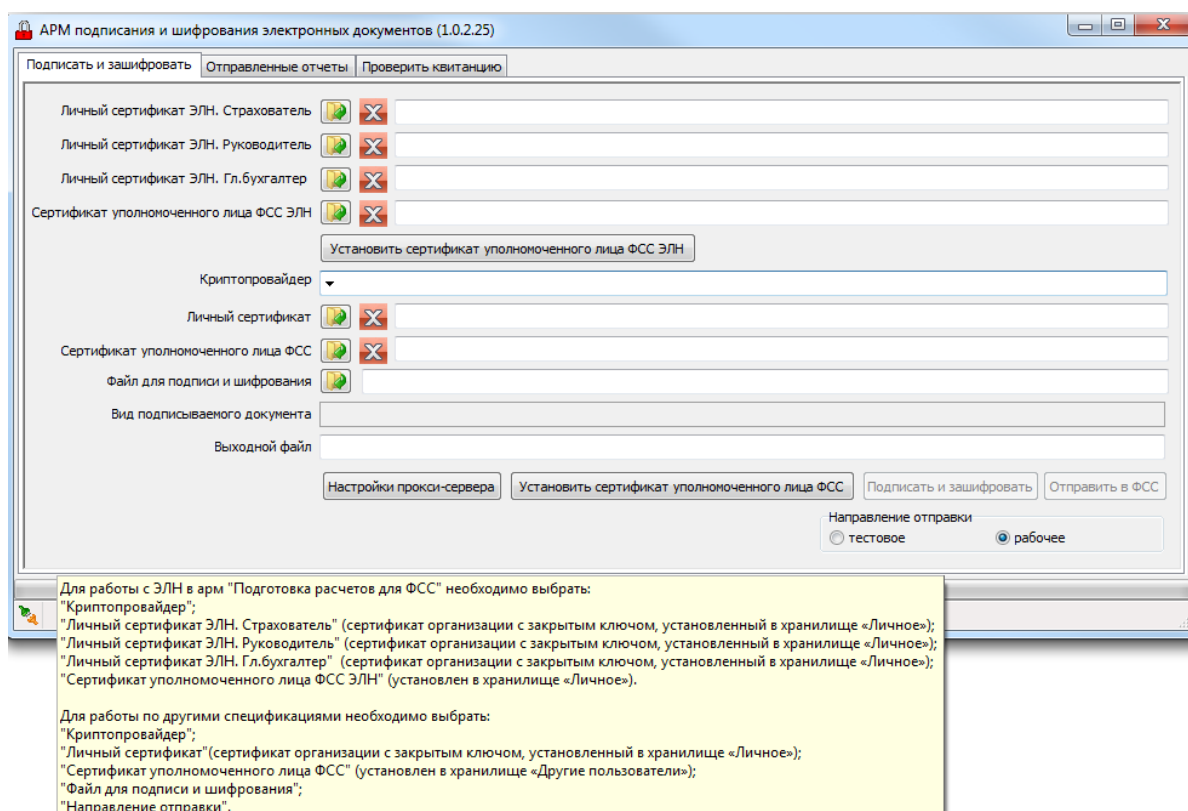 АРМ подписания и шифрования электронных документов (1.0.2.25)
Подписать и зашифровать Отправленные отчеты Проверить квитанцию
Личный сертификат ЭЛН. Страхователь
Личный сертификат ЭЛН. Руководитель
Личный сертификат ЭЛН. Гл.бухгалтер
Сертификат уполномоченного лица ФСС ЭЛН
Установить сертификат уполномоченного лица ФСС ЭЛН
Криптопровайдер
Личный сертификат
Сертификат уполномоченного лица ФСС
Файл для подписи и шифрования
Вид подписываемого документа
Выходной файл
Настройки прокси-сервера Установить сертификат уполномоченного лица ФСС Подписать и зашифровать Отправить в ФСС
Направление отправки
тестовое рабочее
Для работы с ЭЛН в арм "Подготовка расчетов для ФСС" необходимо выбрать:
"Криптопровайдер";
"Личный сертификат ЭЛН. Страхователь" (сертификат организации с закрытым ключом, установленный в хранилище «Личное»);
"Личный сертификат ЭЛН. Руководитель" (сертификат организации с закрытым ключом, установленный в хранилище «Личное»);
"Личный сертификат ЭЛН. Гл.бухгалтер" (сертификат организации с закрытым ключом, установленный в хранилище «Личное»);
"Сертификат уполномоченного лица ФСС ЭЛН" (установлен в хранилище «Личное»).
Для работы по другими спецификациями необходимо выбрать:
"Криптопровайдер";
"Личный сертификат"(сертификат организации с закрытым ключом, установленный в хранилище «Личное»);
"Сертификат уполномоченного лица ФСС" (установлен в хранилище «Другие пользователи»);
"Файл для подписи и шифрования";
"Направление отправки".